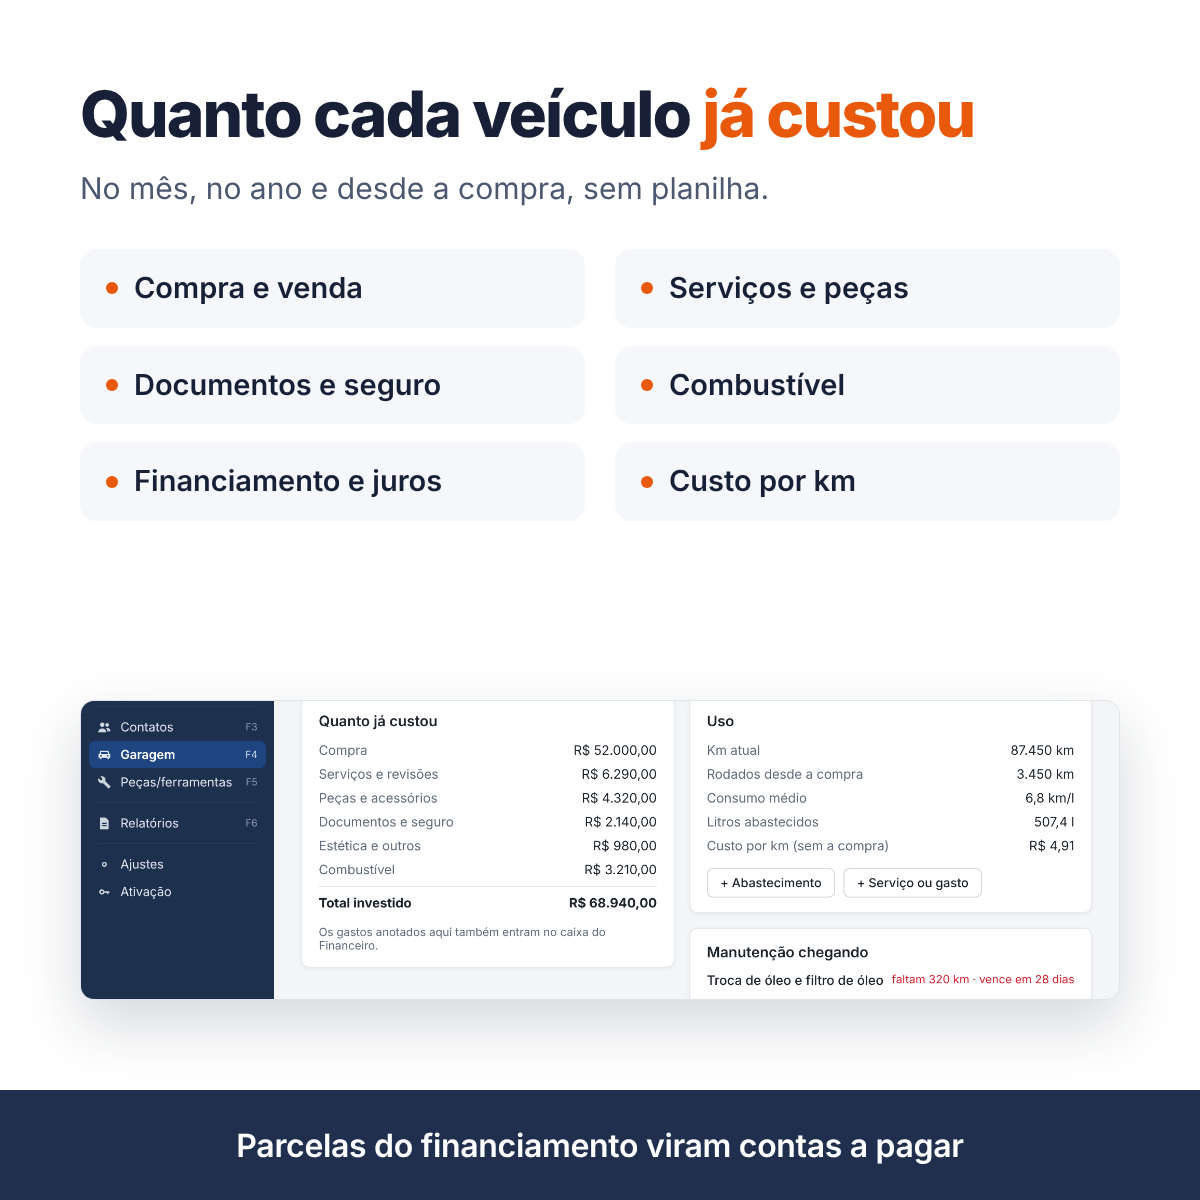 Quanto cada veículo já custou
No mês, no ano e desde a compra, sem planilha.
Compra e venda
Serviços e peças
Documentos e seguro
Combustível
Financiamento e juros
Custo por km
Contatos F3
Garagem F4
Peças/ferramentas F5
Relatórios F6
Ajustes
Ativação
Quanto já custou
Compra R$ 52.000,00
Serviços e revisões R$ 6.290,00
Peças e acessórios R$ 4.320,00
Documentos e seguro R$ 2.140,00
Estética e outros R$ 980,00
Combustível R$ 3.210,00
Total investido R$ 68.940,00
Os gastos anotados aqui também entram no caixa do
Financeiro.
Uso
Km atual 87.450 km
Rodados desde a compra 3.450 km
Consumo médio 6,8 km/l
Litros abastecidos 507,4 l
Custo por km (sem a compra) R$ 4,91
+ Abastecimento + Serviço ou gasto
Manutenção chegando
Troca de óleo e filtro de óleo faltam 320 km · vence em 28 dias
Parcelas do financiamento viram contas a pagar